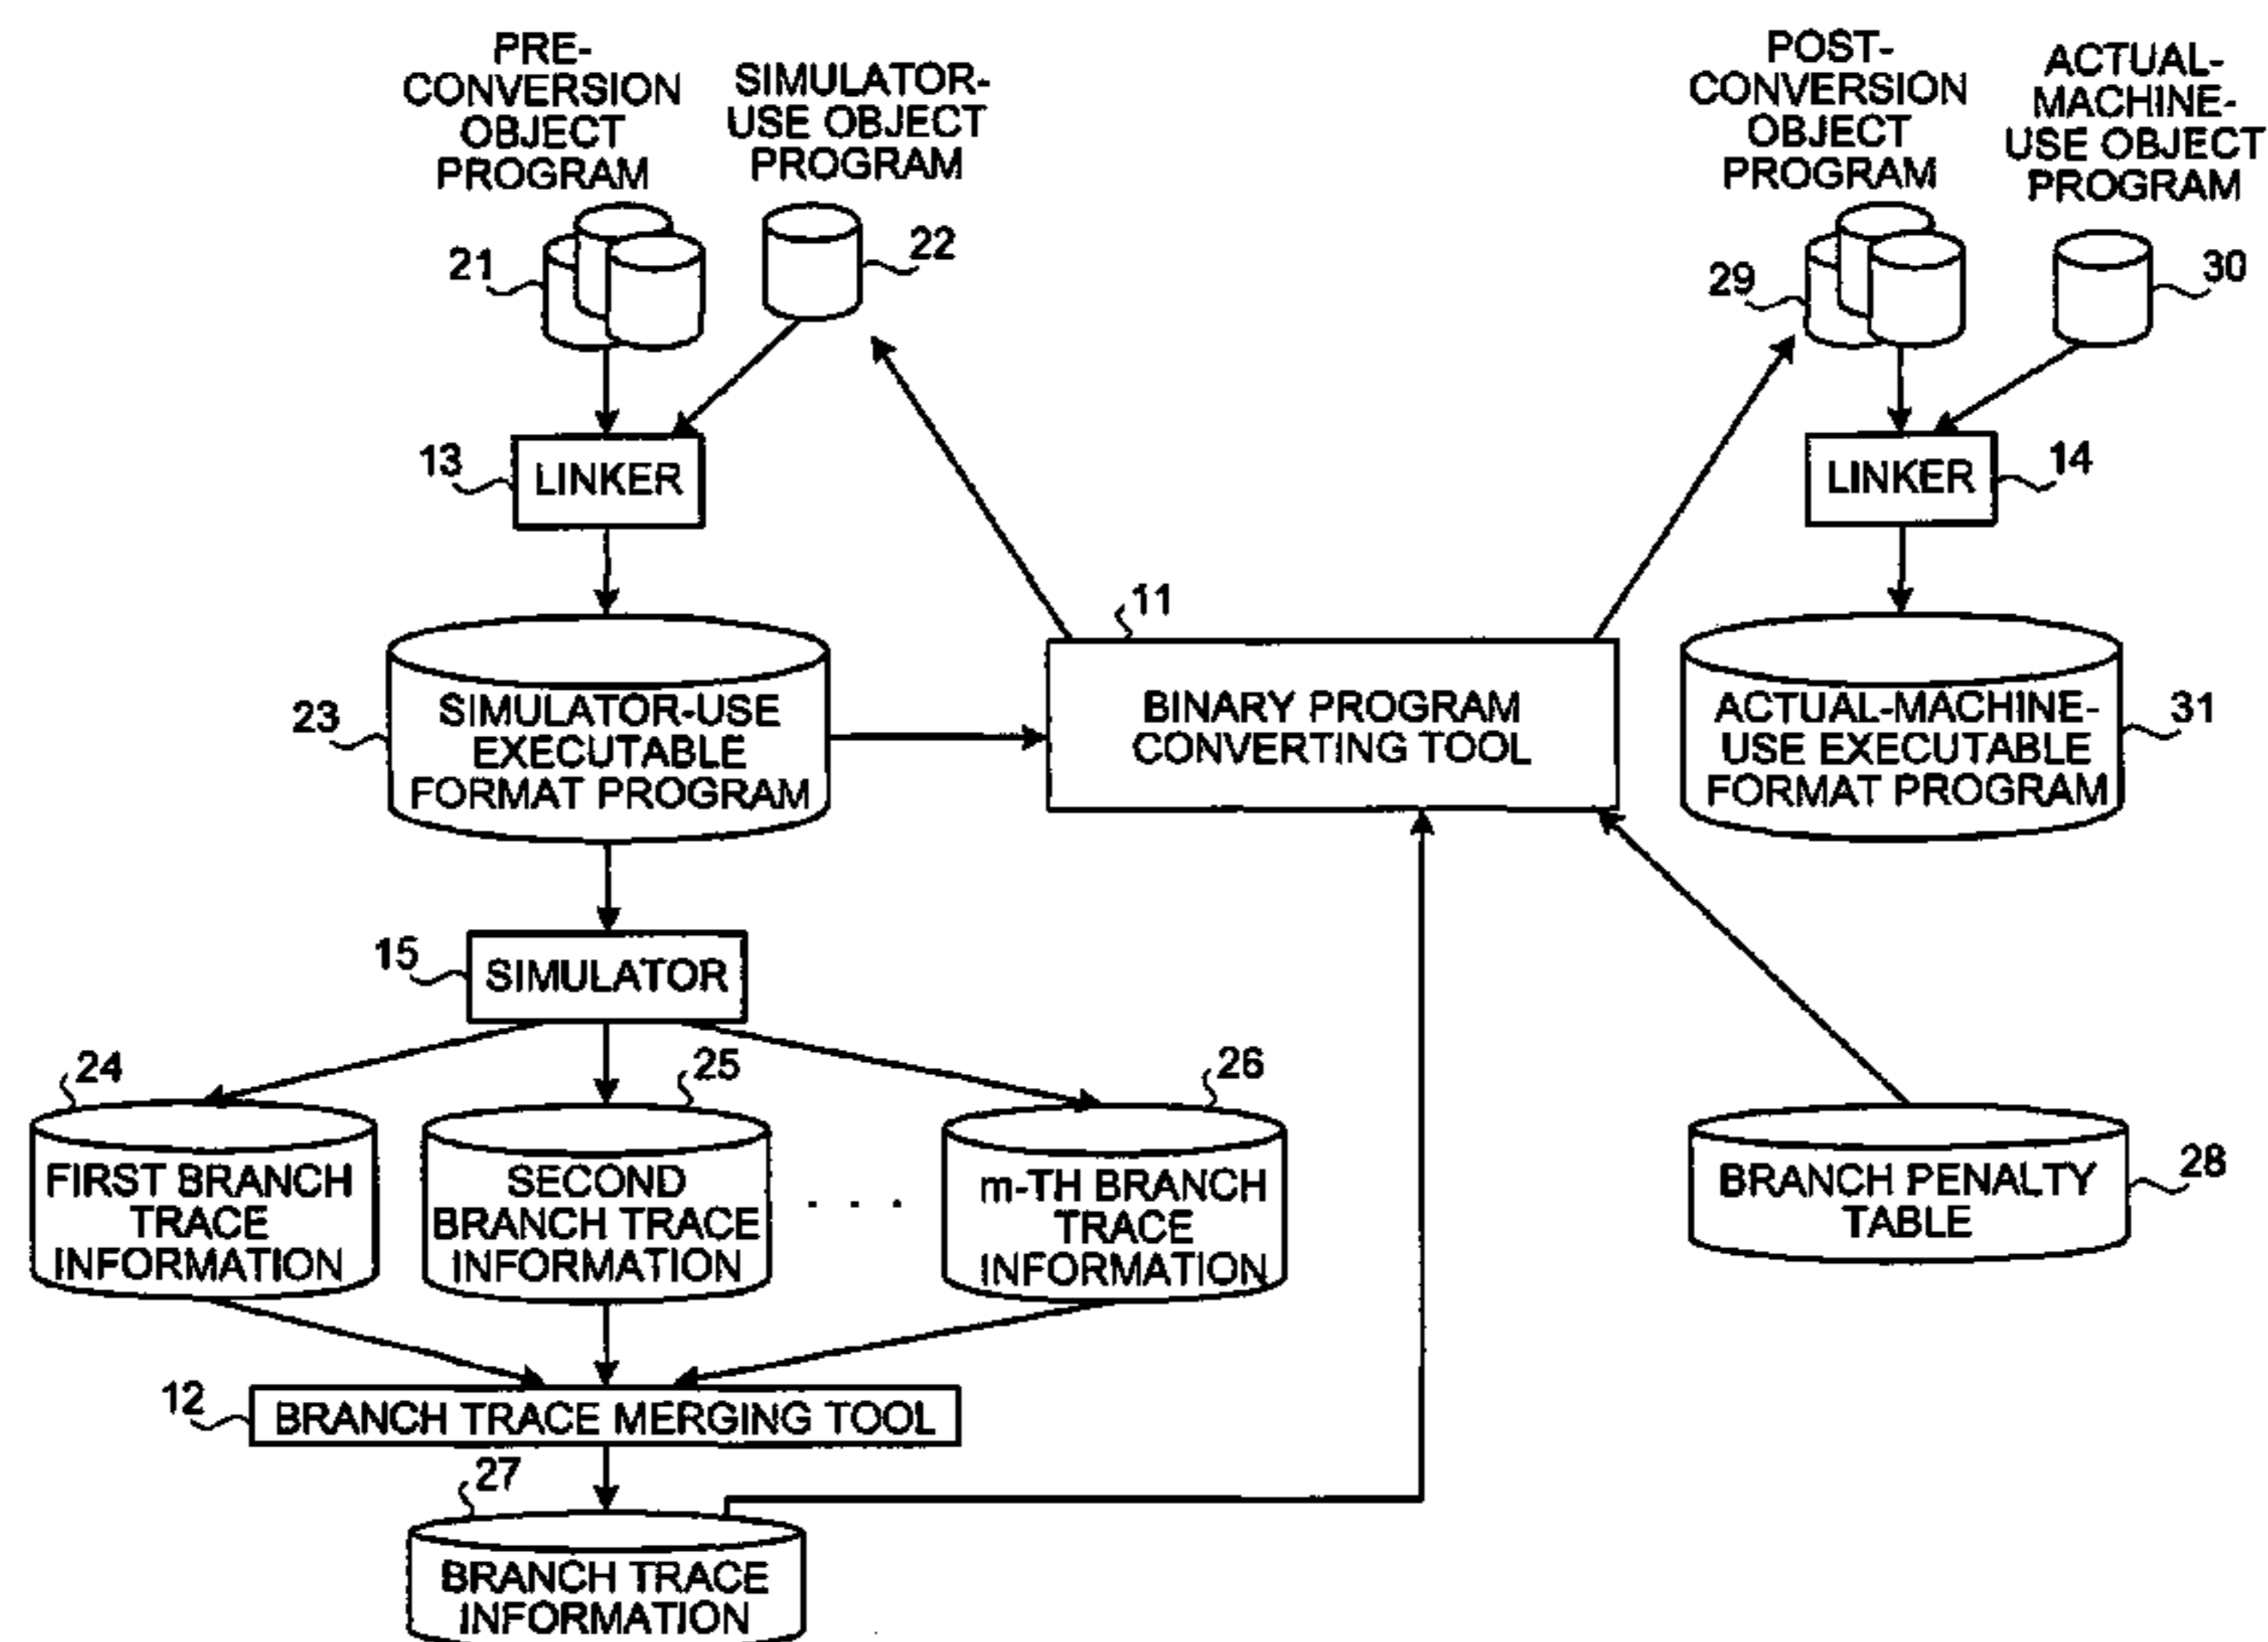 PRE-
CONVERSION
OBJECT
PROGRAM
SIMULATOR-
USE OBJECT
PROGRAM
POST-
CONVERSION
OBJECT
PROGRAM
ACTUAL-
MACHINE-
USE OBJECT
PROGRAM
21
22
29
30
13
LINKER
14
LINKER
11
23
SIMULATOR-USE
EXECUTABLE
FORMAT PROGRAM
BINARY PROGRAM
CONVERTING TOOL
ACTUAL-MACHINE-
USE EXECUTABLE
FORMAT PROGRAM
31
15
SIMULATOR
24
25
26
FIRST BRANCH
TRACE
INFORMATION
SECOND
BRANCH TRACE
INFORMATION
. . .
m-TH BRANCH
TRACE
INFORMATION
BRANCH PENALTY
TABLE
28
12
BRANCH TRACE MERGING TOOL
27
BRANCH TRACE
INFORMATION